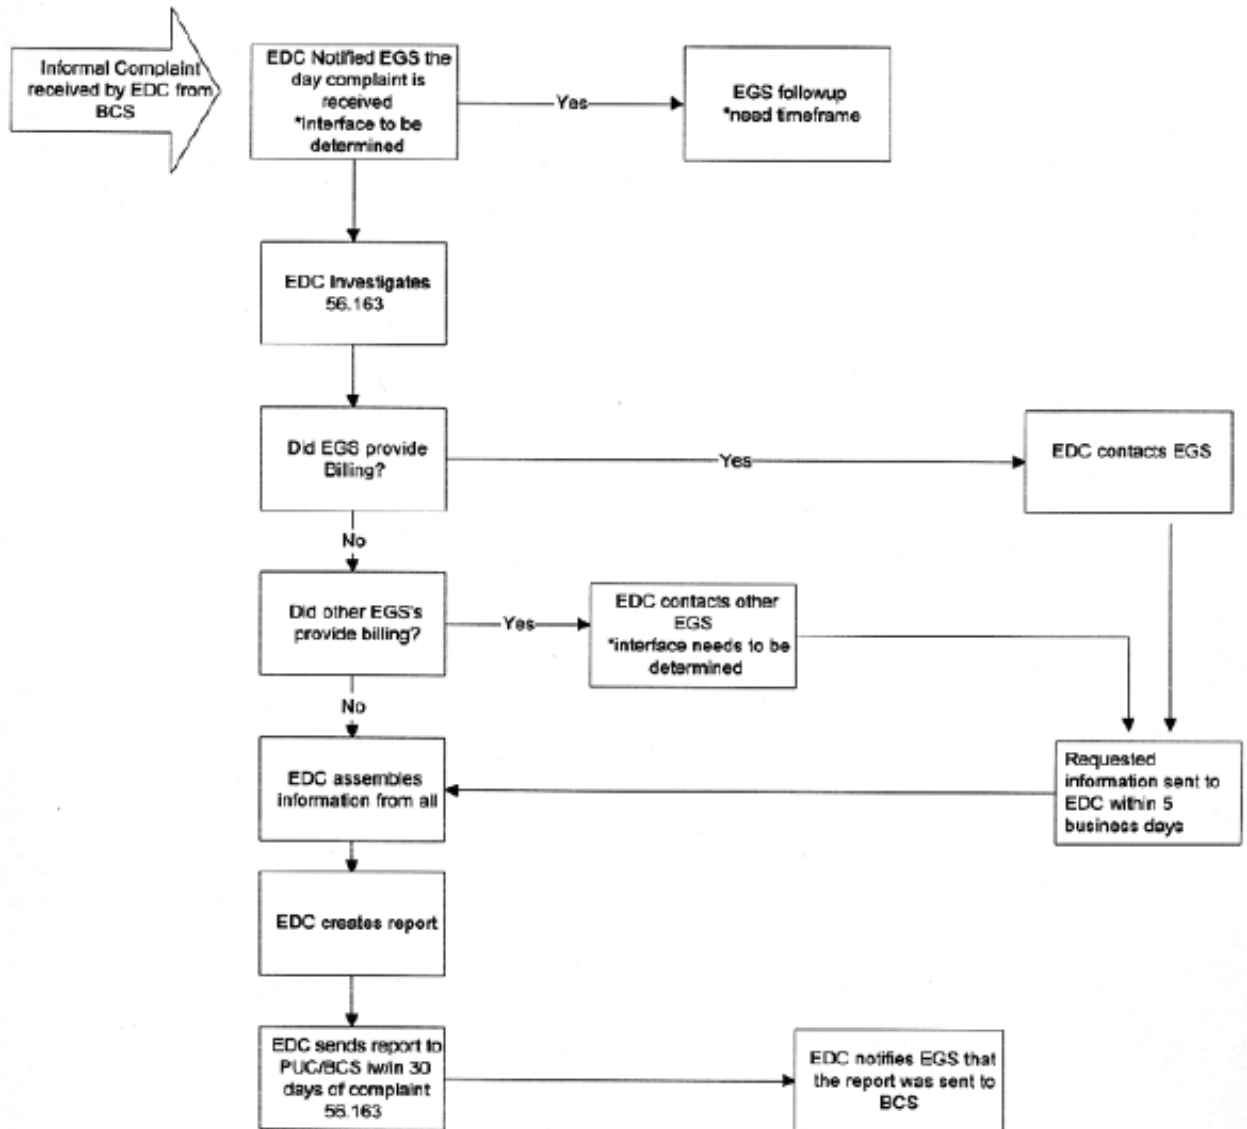 Informal Complaint
received by EDC from
BCS
EDC Notified EGS the
day complaint is
received
*Interface to be
determined
Yes
EGS followup
*need timeframe
EDC Investigates
56.163
Did EGS provide
Billing?
Yes
EDC contacts EGS
No
Did other EGS's
provide billing?
Yes
EDC contacts other
EGS
*interface needs to be
determined
No
EDC assembles
information from all
Requested
information sent to
EDC within 5
business days
EDC creates report
EDC sends report to
PUC/BCS iw/in 30
days of complaint
56.163
EDC notifies EGS that
the report was sent to
BCS